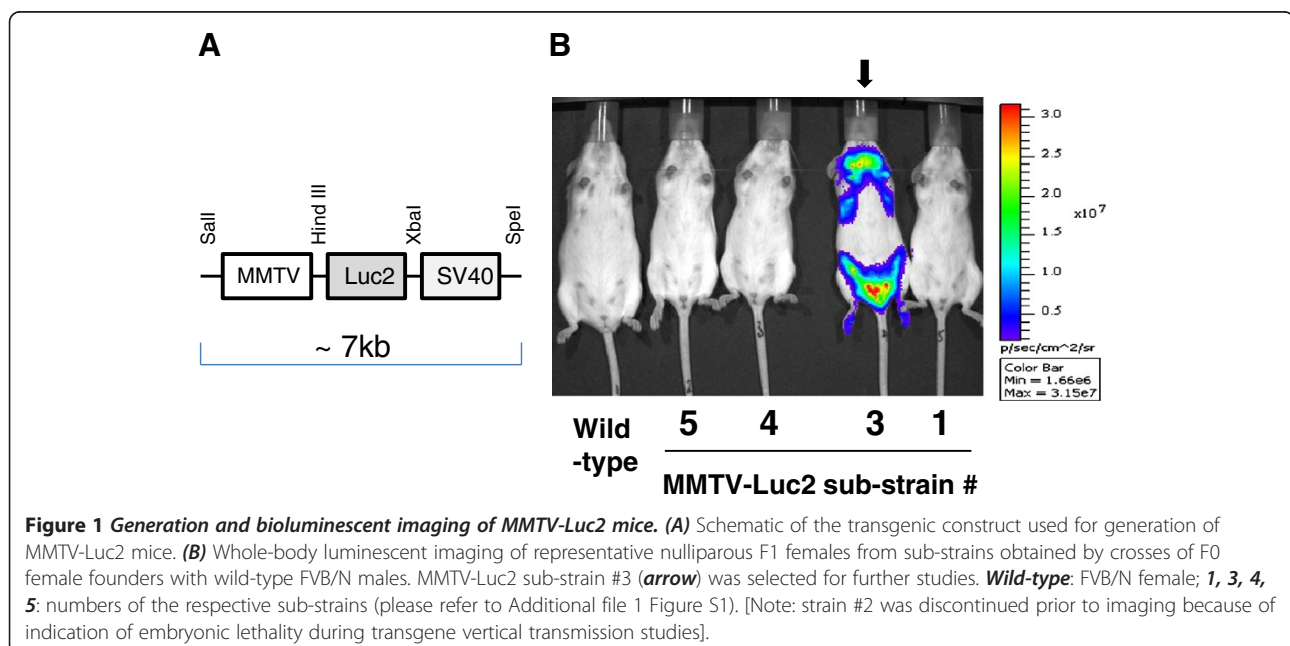 A
B
SalI
Hind III
XbaI
SpeI
MMTV
Luc2
SV40
~ 7kb
3.0
2.5
2.0
x10^7
1.5
1.0
0.5
p/sec/cm^2/sr
Color Bar
Min = 1.66e6
Max = 3.15e7
1
2
3
2
5
Wild
-type
5 4 3 1
MMTV-Luc2 sub-strain #
Figure 1 Generation and bioluminescent imaging of MMTV-Luc2 mice. (A) Schematic of the transgenic construct used for generation of
MMTV-Luc2 mice. (B) Whole-body luminescent imaging of representative nulliparous F1 females from sub-strains obtained by crosses of F0
female founders with wild-type FVB/N males. MMTV-Luc2 sub-strain #3 (arrow) was selected for further studies. Wild-type: FVB/N female; 1, 3, 4,
5: numbers of the respective sub-strains (please refer to Additional file 1 Figure S1). [Note: strain #2 was discontinued prior to imaging because of
indication of embryonic lethality during transgene vertical transmission studies].